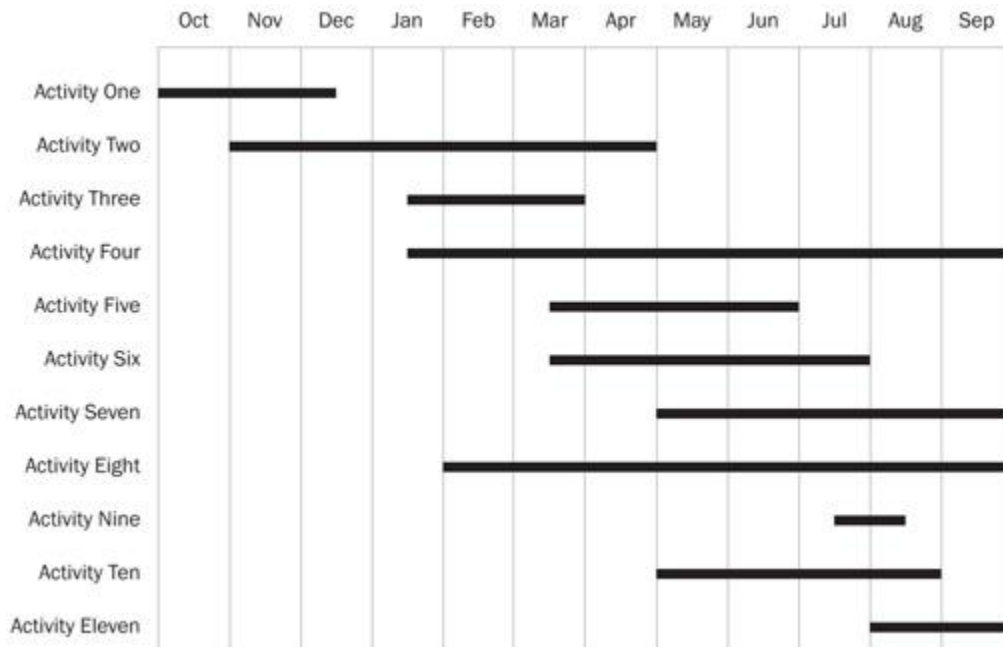 Oct Nov Dec Jan Feb Mar Apr May Jun Jul Aug Sep
Activity One
Activity Two
Activity Three
Activity Four
Activity Five
Activity Six
Activity Seven
Activity Eight
Activity Nine
Activity Ten
Activity Eleven